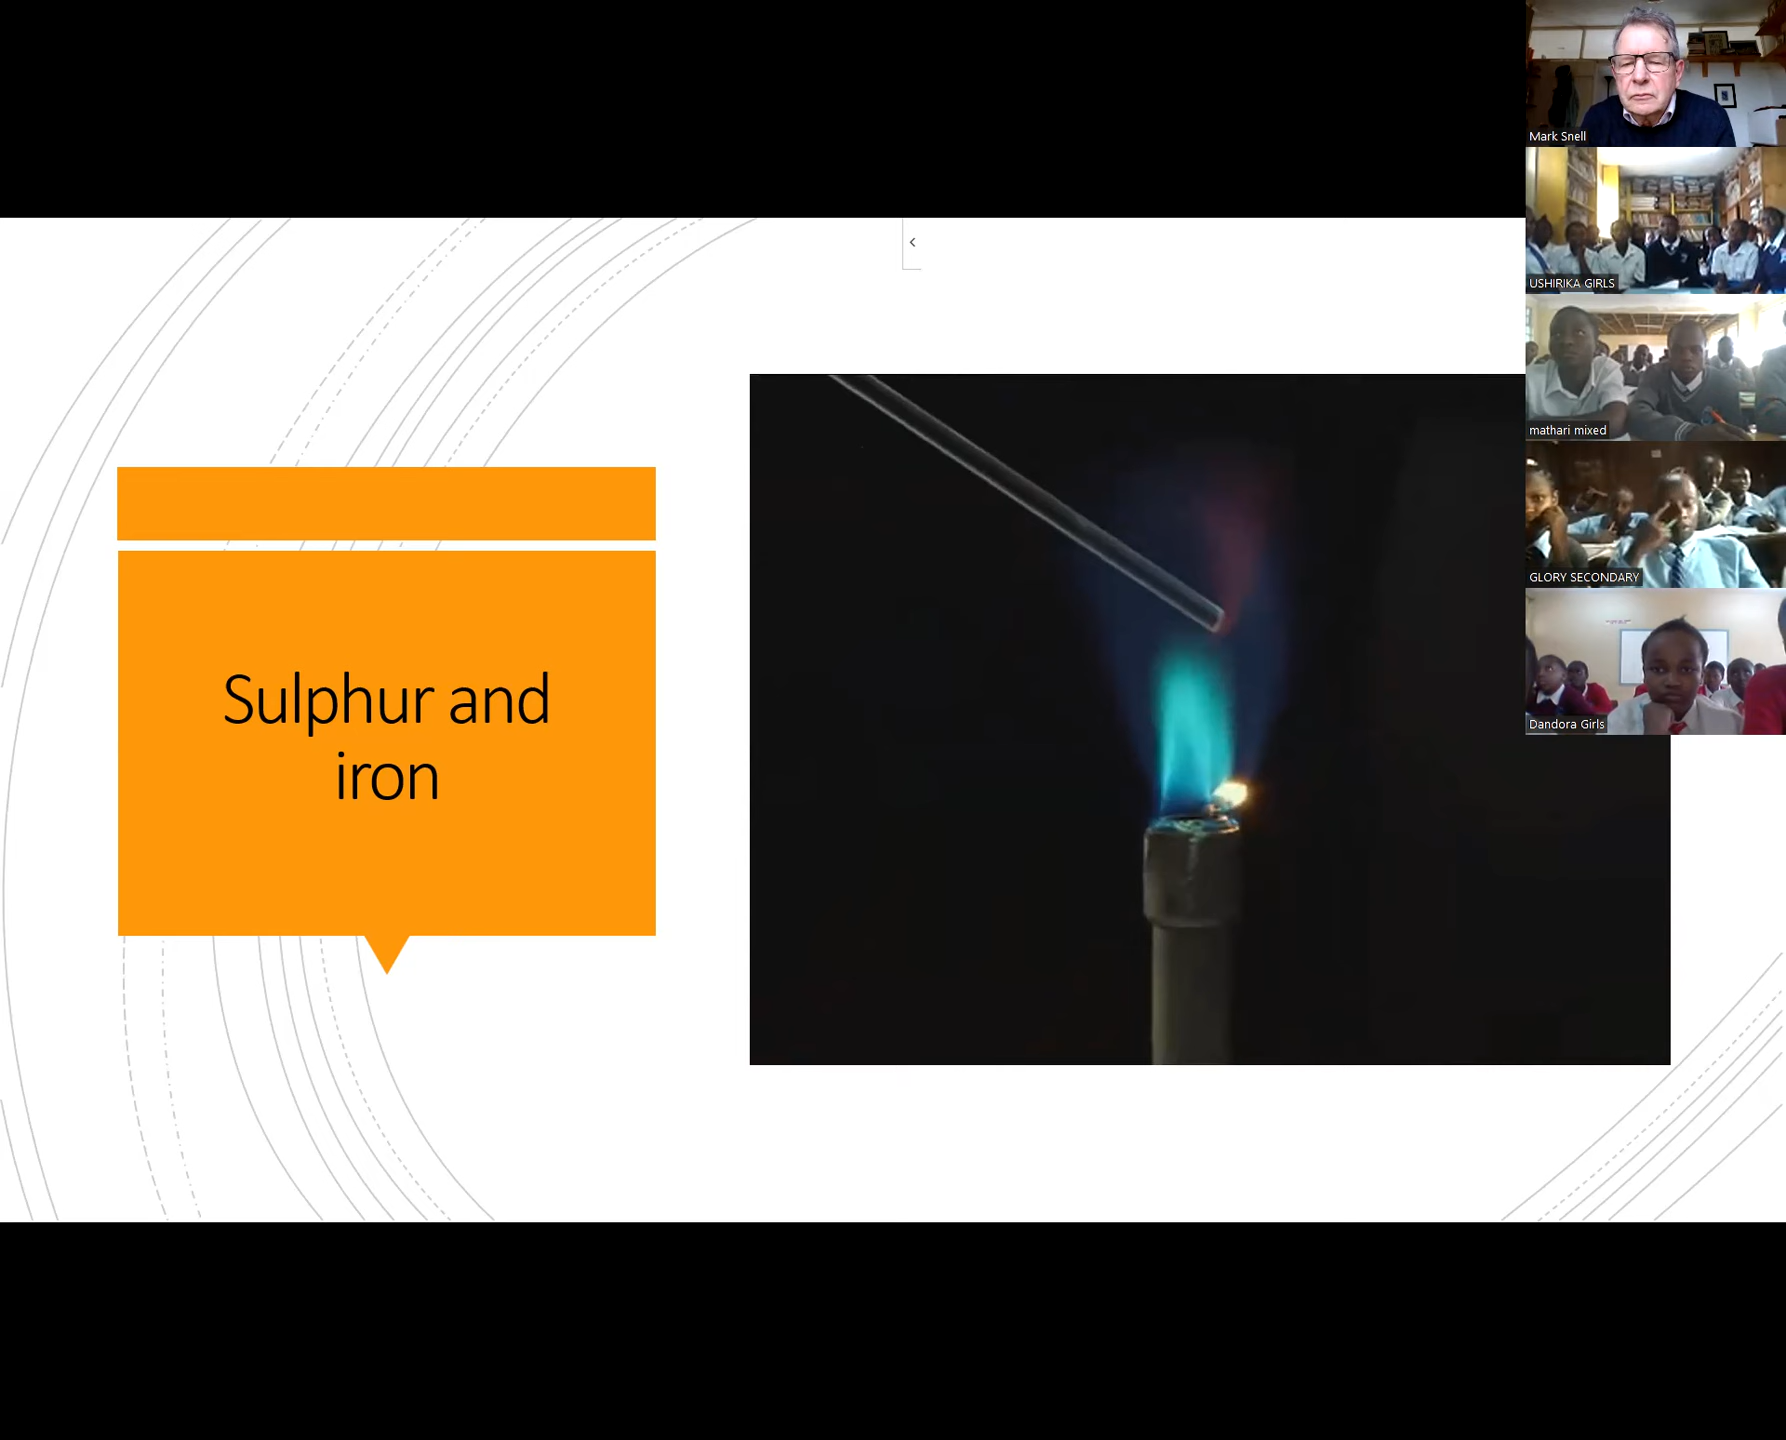 Sulphur and
iron
Mark Snell
USHIRIKA GIRLS
mathari mixed
GLORY SECONDARY
Dandora Girls